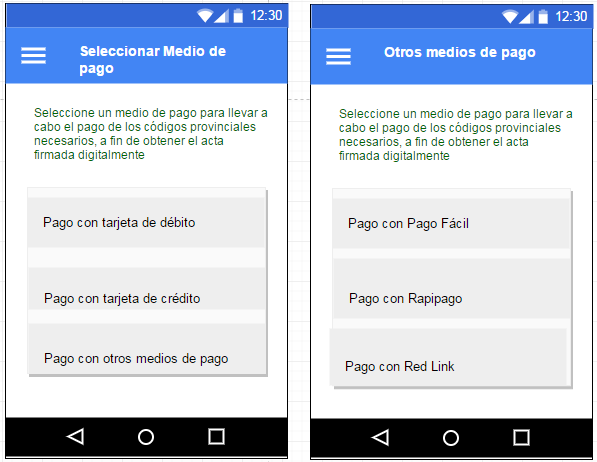 12:30
Seleccionar Medio de
pago
Seleccione un medio de pago para llevar a
cabo el pago de los códigos provinciales
necesarios, a fin de obtener el acta
firmada digitalmente
Pago con tarjeta de débito
Pago con tarjeta de crédito
Pago con otros medios de pago
12:30
Otros medios de pago
Seleccione un medio de pago para llevar a
cabo el pago de los códigos provinciales
necesarios, a fin de obtener el acta
firmada digitalmente
Pago con Pago Fácil
Pago con Rapipago
Pago con Red Link